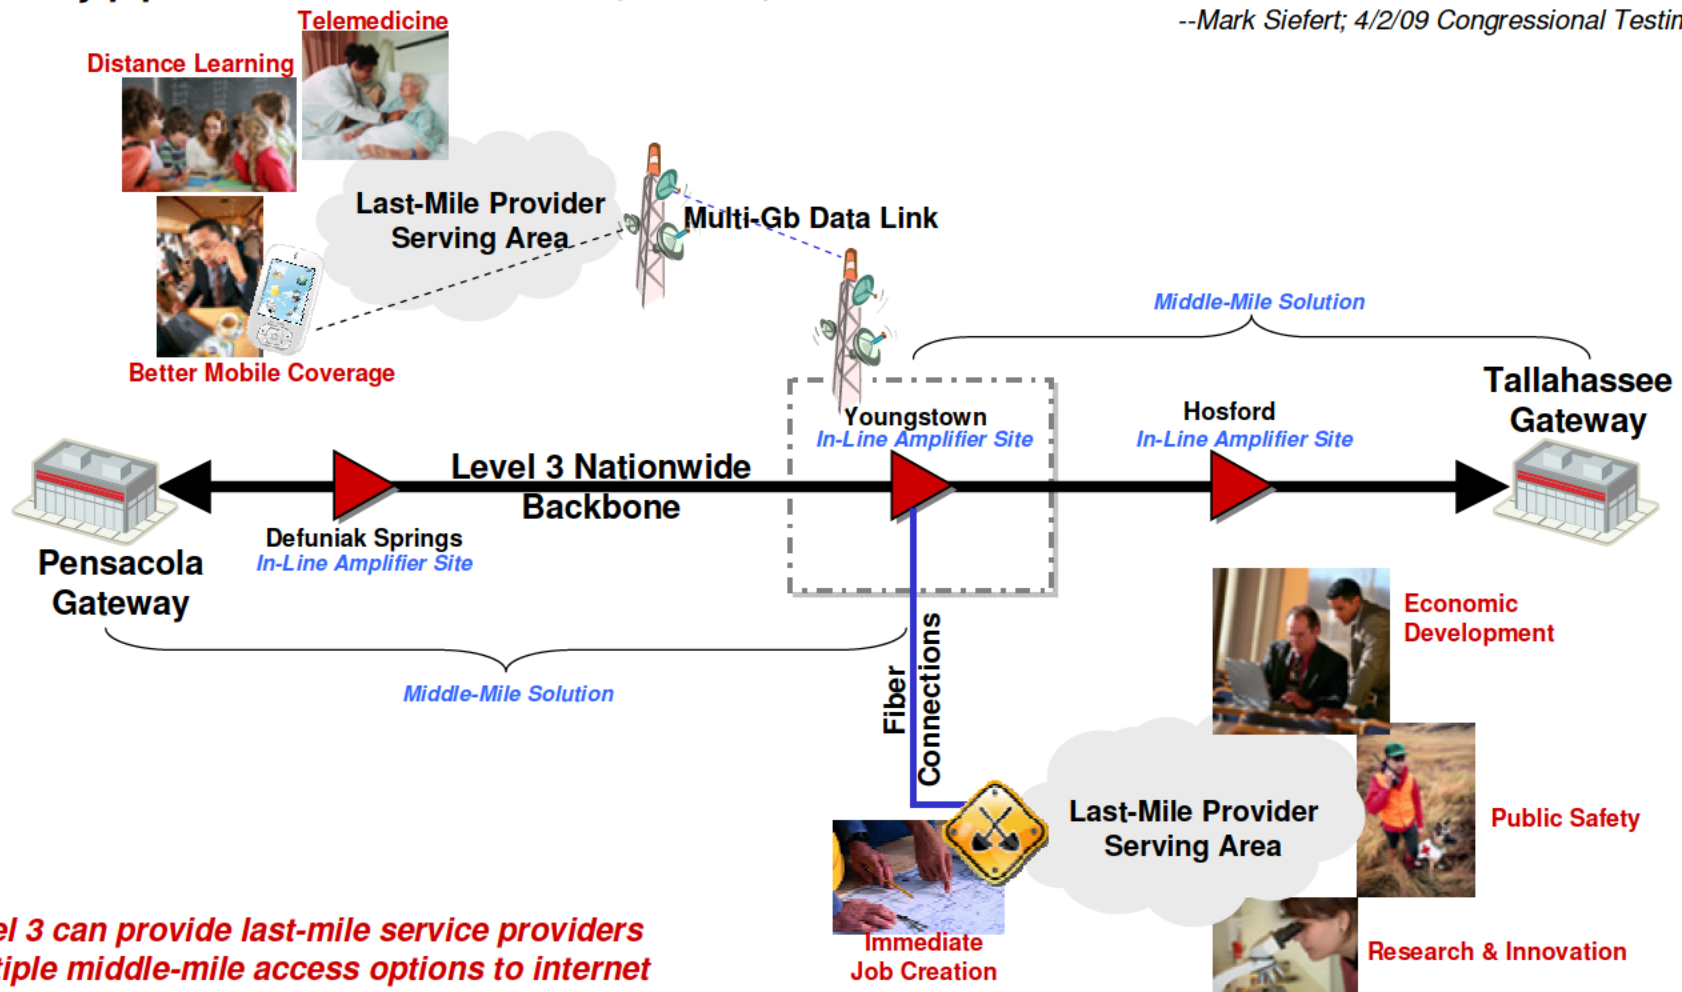 --Mark Siefert; 4/2/09 Congressional
Telemedicine
Distance Learning
Last-Mile Provider
Serving Area
Multi-Gb Data Link
Better Mobile Coverage
Middle-Mile Solution
Tallahassee
Gateway
Youngstown
In-Line Amplifier Site
Hosford
In-Line Amplifier Site
Level 3 Nationwide
Backbone
Defuniak Springs
In-Line Amplifier Site
Pensacola
Gateway
Middle-Mile Solution
Fiber
Connections
Economic
Development
Last-Mile Provider
Serving Area
Public Safety
Immediate
Job Creation
Research & Innovation
3 can provide last-mile service providers
middle-mile access options to internet